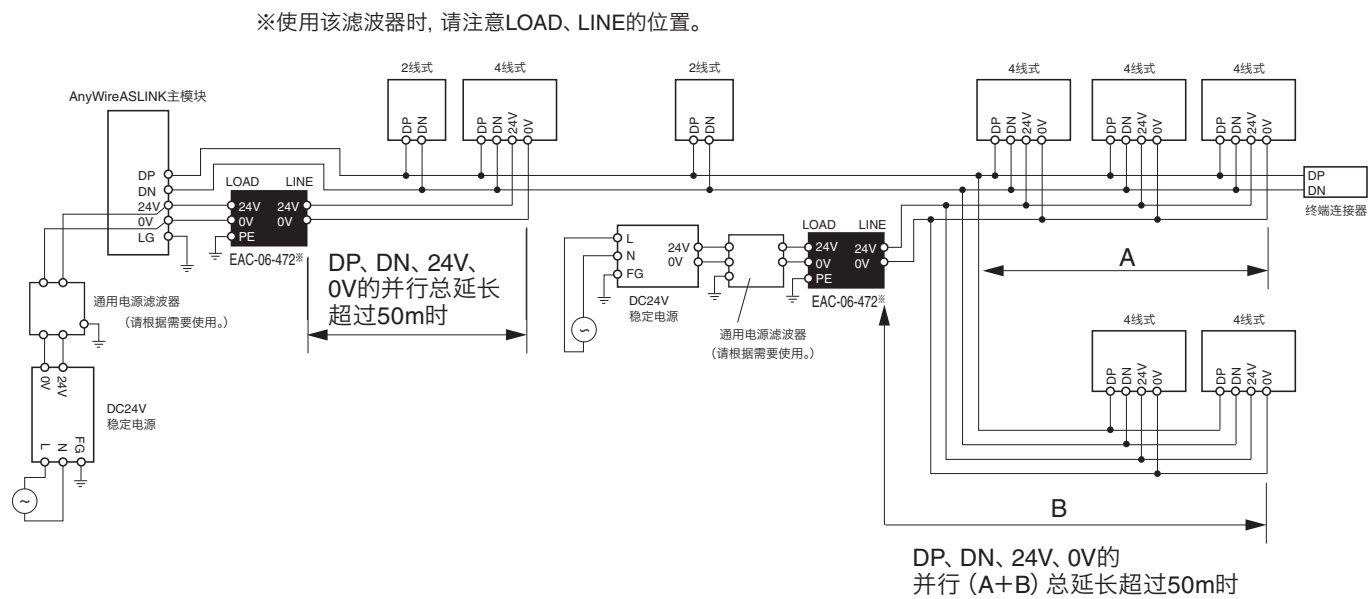 ※使用该滤波器时, 请注意LOAD、LINE的位置。
2线式
4线式
2线式
4线式
4线式
4线式
AnyWireASLINK主模块
DP
DN
DP
DN
24V
0V
DP
DN
DP
DN
24V
0V
DP
DN
24V
0V
DP
DN
24V
0V
DP
DN
24V
0V
LG
LOAD LINE
24V 24V
0V 0V
PE
EAC-06-472※
DP
DN
终端连接器
DP、DN、24V、
0V的并行总延长
超过50m时
L
N
FG
24V
0V
DC24V
稳定电源
LOAD LINE
24V 24V
0V 0V
PE
EAC-06-472※
通用电源滤波器
(请根据需要使用。)
A
通用电源滤波器
(请根据需要使用。)
4线式
4线式
DP
DN
24V
0V
DP
DN
24V
0V
0V
24V
DC24V
稳定电源
L
N
FG
~
~
B
DP、DN、24V、0V的
并行（A+B）总延长超过50m时